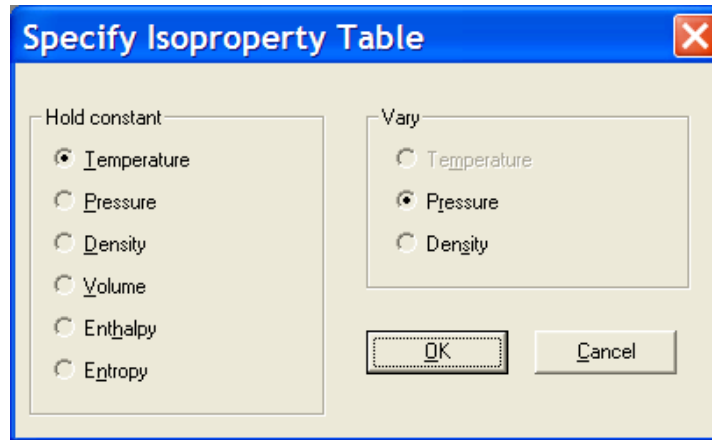 Specify Isoproperty Table
Hold constant
Temperature
Pressure
Density
Volume
Enthalpy
Entropy
Vary
Temperature
Pressure
Density
OK
Cancel